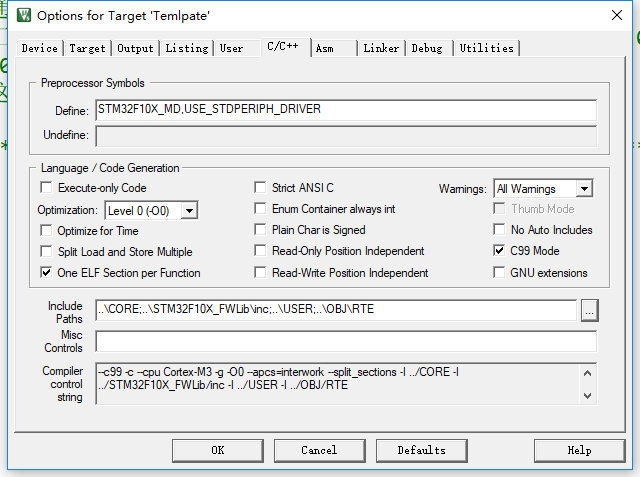 Options for Target 'Temlpate'
Device Target Output Listing User C/C++ Asm Linker Debug Utilities
Preprocessor Symbols
Define: STM32F10X_MD,USE_STDPERIPH_DRIVER
Undefine:
Language / Code Generation
Execute-only Code Strict ANSI C Warnings: All Warnings
Optimization: Level 0 (-O0) Enum Container always int Thumb Mode
Optimize for Time Plain Char is Signed No Auto Includes
Split Load and Store Multiple Read-Only Position Independent C99 Mode
One ELF Section per Function Read-Write Position Independent GNU extensions
Include Paths ..\CORE;..\STM32F10X_FWLib\inc;..\USER;..\OBJ\RTE ...
Misc Controls
Compiler control string --c99 -c --cpu Cortex-M3 -g -O0 --apcs=interwork --split_sections -I ../CORE -I
../STM32F10X_FWLib/inc -I ../USER -I ../OBJ/RTE
OK Cancel Defaults Help